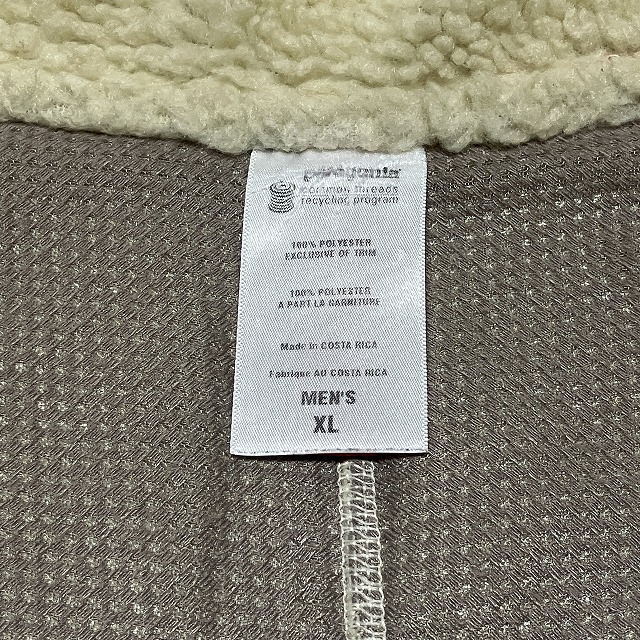 patagonia
common threads
recycling program
100% POLYESTER
EXCLUSIVE OF TRIM
100% POLYESTER
A PART LA GARNITURE
Made in COSTA RICA
Fabrique AU COSTA RICA
MEN'S
XL